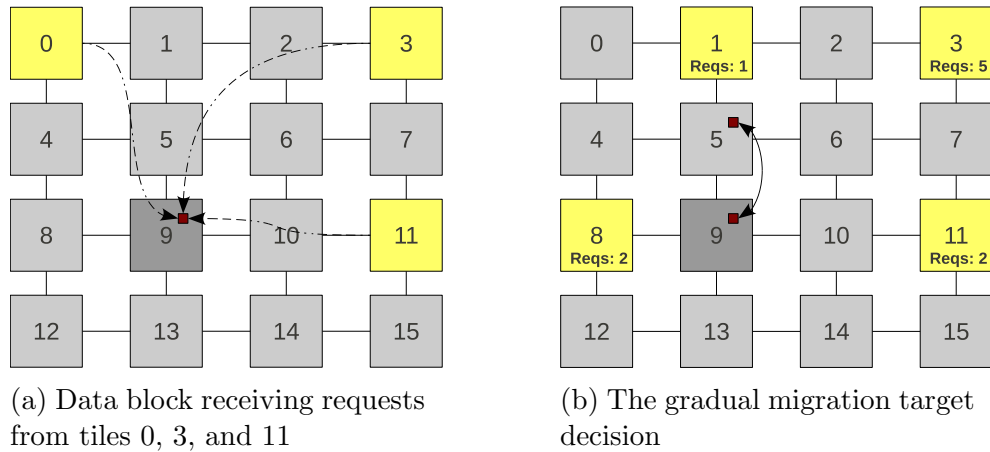 0 1 2 3
4 5 6 7
8 9 10 11
12 13 14 15
(a) Data block receiving requests
from tiles 0, 3, and 11
0 1 2 3
Reqs: 1 Reqs: 5
4 5 6 7
8 9 10 11
Reqs: 2 Reqs: 2
12 13 14 15
(b) The gradual migration target
decision